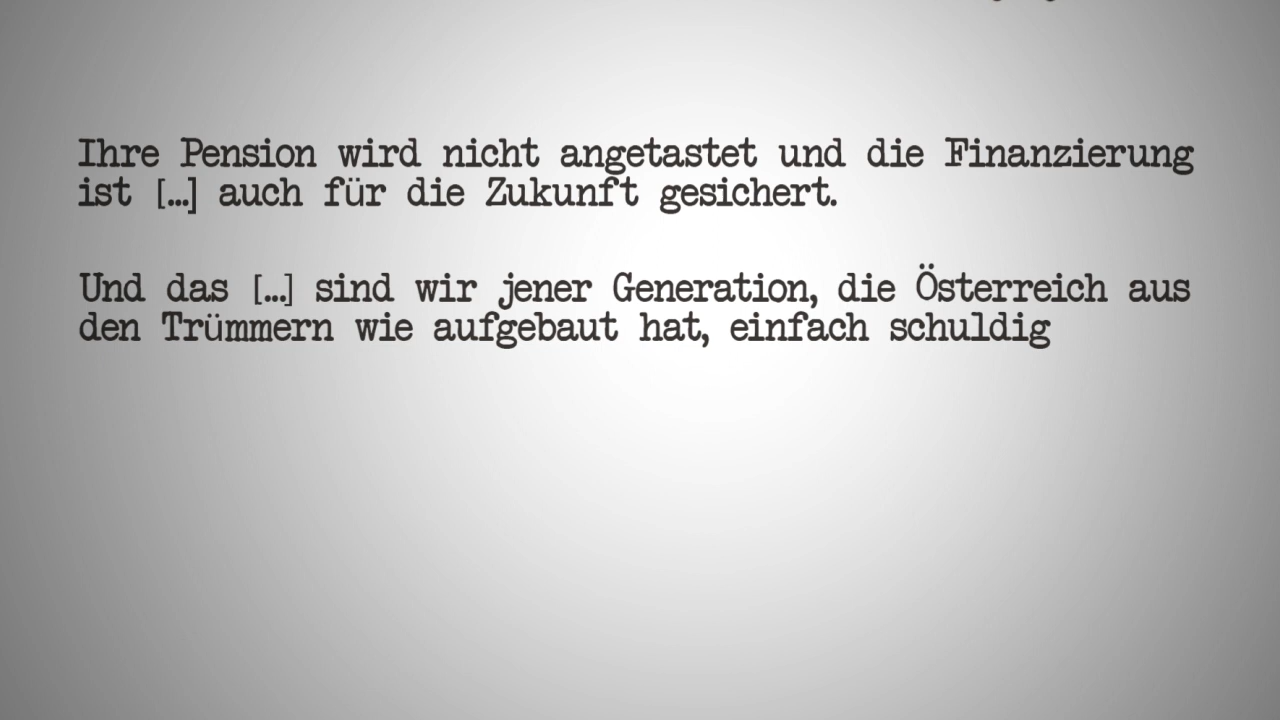 Ihre Pension wird nicht angetastet und die Finanzierung
ist [...] auch für die Zukunft gesichert.
Und das [...] sind wir jener Generation, die Österreich aus
den Trümmern wie aufgebaut hat, einfach schuldig